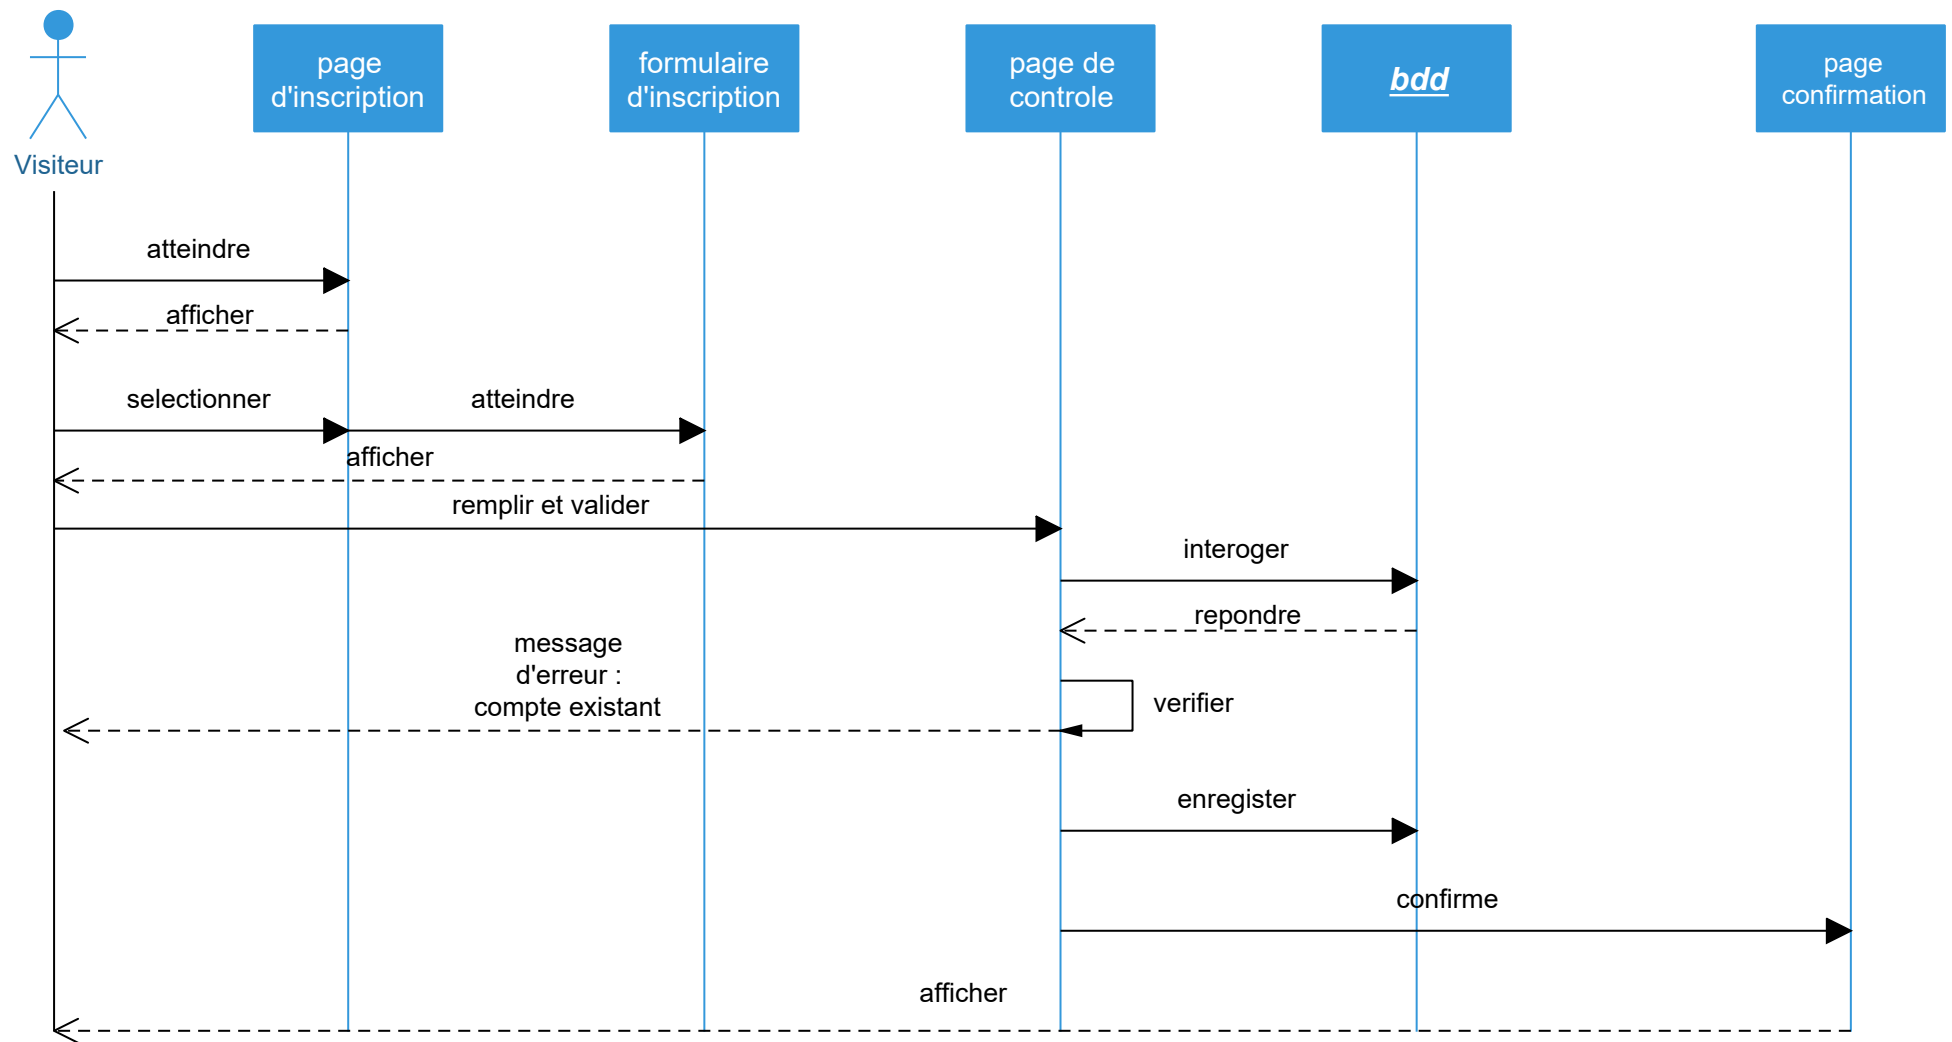 page
d'inscription
formulaire
d'inscription
page de
controle
bdd
page
confirmation
Visiteur
atteindre
afficher
selectionner
atteindre
afficher
remplir et valider
interoger
repondre
message
d'erreur :
compte existant
verifier
enregister
confirme
afficher